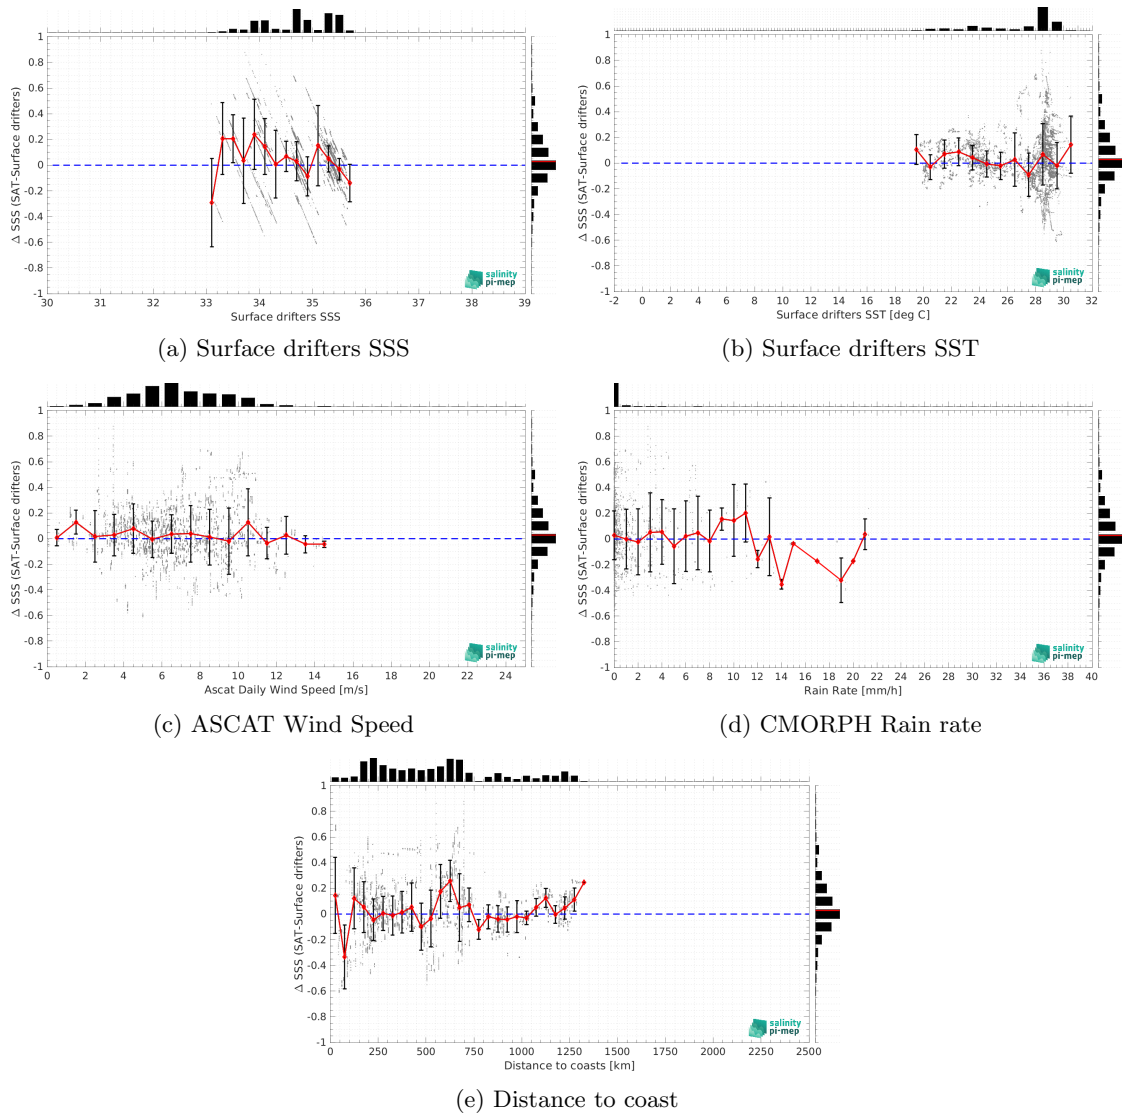 1
0.8
0.6
0.4
0.2
0
-0.2
-0.4
-0.6
-0.8
-1
Δ SSS (SAT-Surface drifters)
30 31 32 33 34 35 36 37 38 39
Surface drifters SSS
salinity
pi-mep
(a) Surface drifters SSS
1
0.8
0.6
0.4
0.2
0
-0.2
-0.4
-0.6
-0.8
-1
Δ SSS (SAT-Surface drifters)
-2 0 2 4 6 8 10 12 14 16 18 20 22 24 26 28 30 32
Surface drifters SST [deg C]
salinity
pi-mep
(b) Surface drifters SST
1
0.8
0.6
0.4
0.2
0
-0.2
-0.4
-0.6
-0.8
-1
Δ SSS (SAT-Surface drifters)
0 2 4 6 8 10 12 14 16 18 20 22 24
Ascat Daily Wind Speed [m/s]
salinity
pi-mep
(c) ASCAT Wind Speed
1
0.8
0.6
0.4
0.2
0
-0.2
-0.4
-0.6
-0.8
-1
Δ SSS (SAT-Surface drifters)
0 2 4 6 8 10 12 14 16 18 20 22 24 26 28 30 32 34 36 38 40
Rain Rate [mm/h]
salinity
pi-mep
(d) CMORPH Rain rate
1
0.8
0.6
0.4
0.2
0
-0.2
-0.4
-0.6
-0.8
-1
Δ SSS (SAT-Surface drifters)
0 250 500 750 1000 1250 1500 1750 2000 2250 2500
Distance to coasts [km]
salinity
pi-mep
(e) Distance to coast